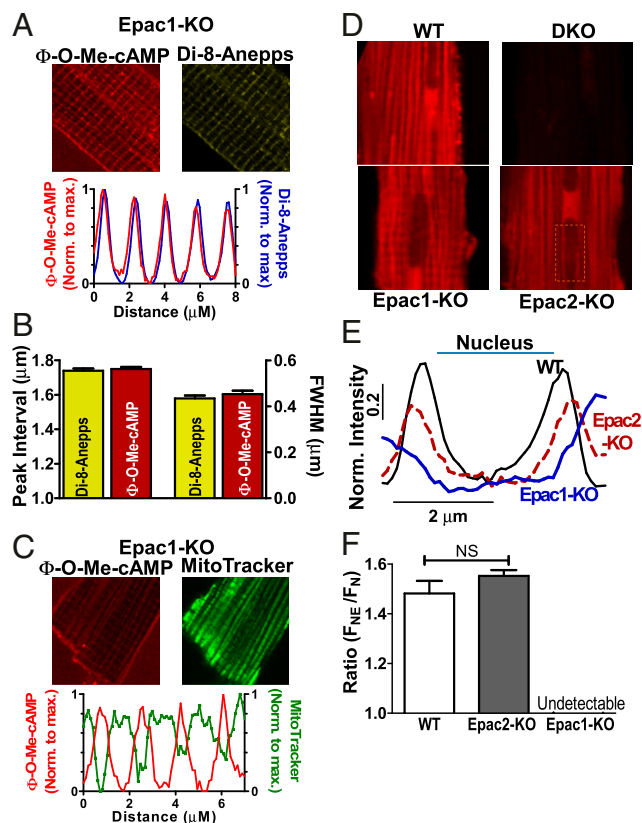 A
Epac1-KO
Φ-O-Me-cAMP Di-8-Anepps
Φ-O-Me-cAMP
(Norm. to max.)
1
0
1
0
Di-8-Anepps
(Norm. to max)
0 2 4 6 8
Distance (μM)
B
Peak Interval (μm)
1.8
1.6
1.4
1.2
1.0
Di-8-Anepps
Φ-O-Me-cAMP
Di-8-Anepps
Φ-O-Me-cAMP
0.6
0.4
0.2
0.0
FWHM (μm)
C
Epac1-KO
Φ-O-Me-cAMP MitoTracker
Φ-O-Me-cAMP
(Norm. to max.)
1
0
1
0
MitoTracker
(Norm. to max.)
0 2 4 6
Distance (μM)
D
WT DKO
Epac1-KO Epac2-KO
E
Nucleus
WT
Norm. Intensity
0.2
Epac2
-KO
Epac1-KO
2 μm
F
Ratio (FNE /FN)
1.6
1.4
1.2
1.0
NS
Undetectable
WT Epac2-KO Epac1-KO